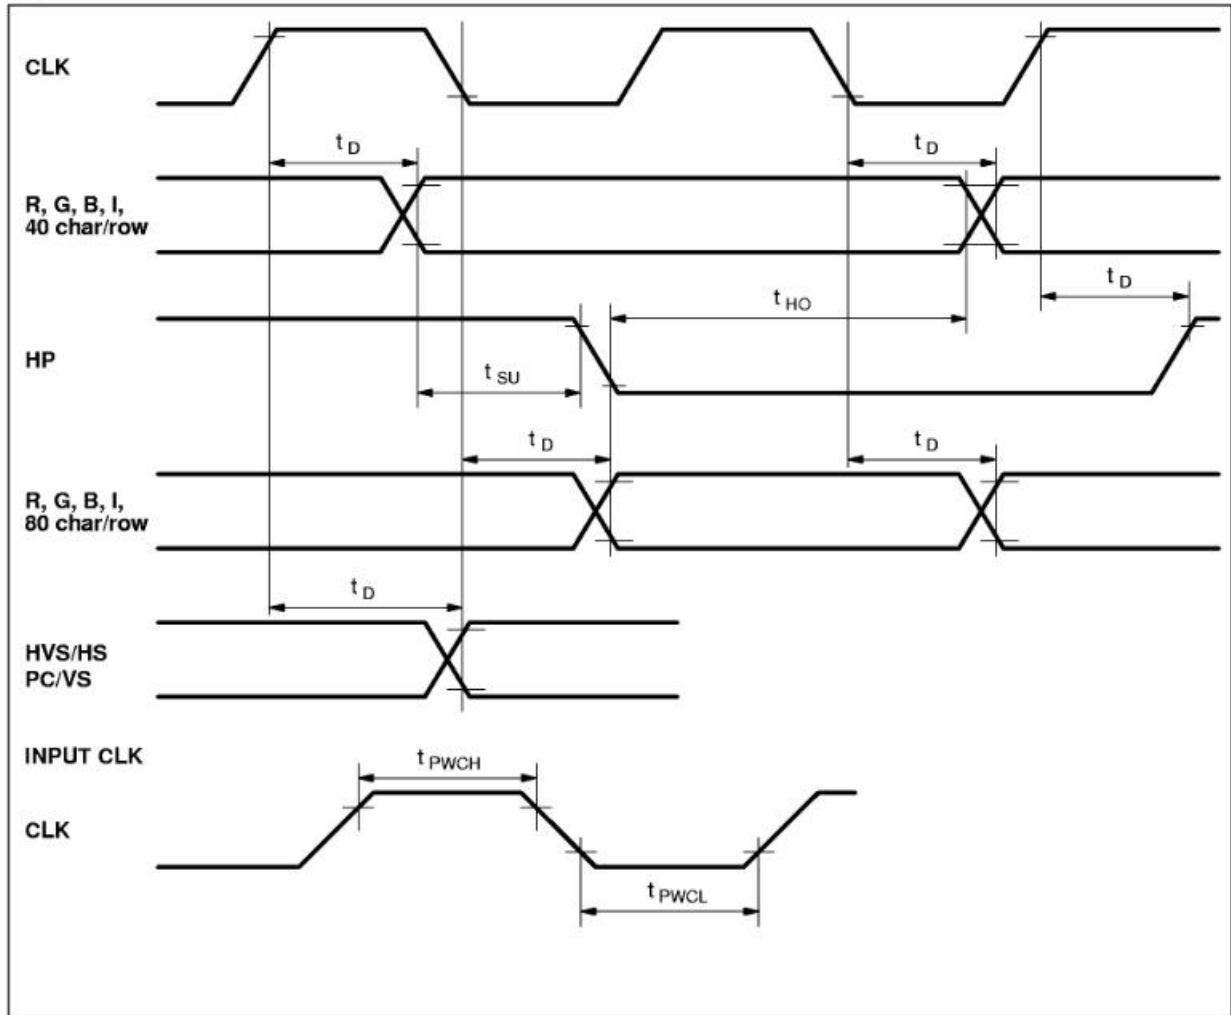 CLK
t D
t D
R, G, B, I,
40 char/row
t D
t HO
HP
t SU
t D
t D
R, G, B, I,
80 char/row
t D
HVS/HS
PC/VS
INPUT CLK
t PWCH
CLK
t PWCL